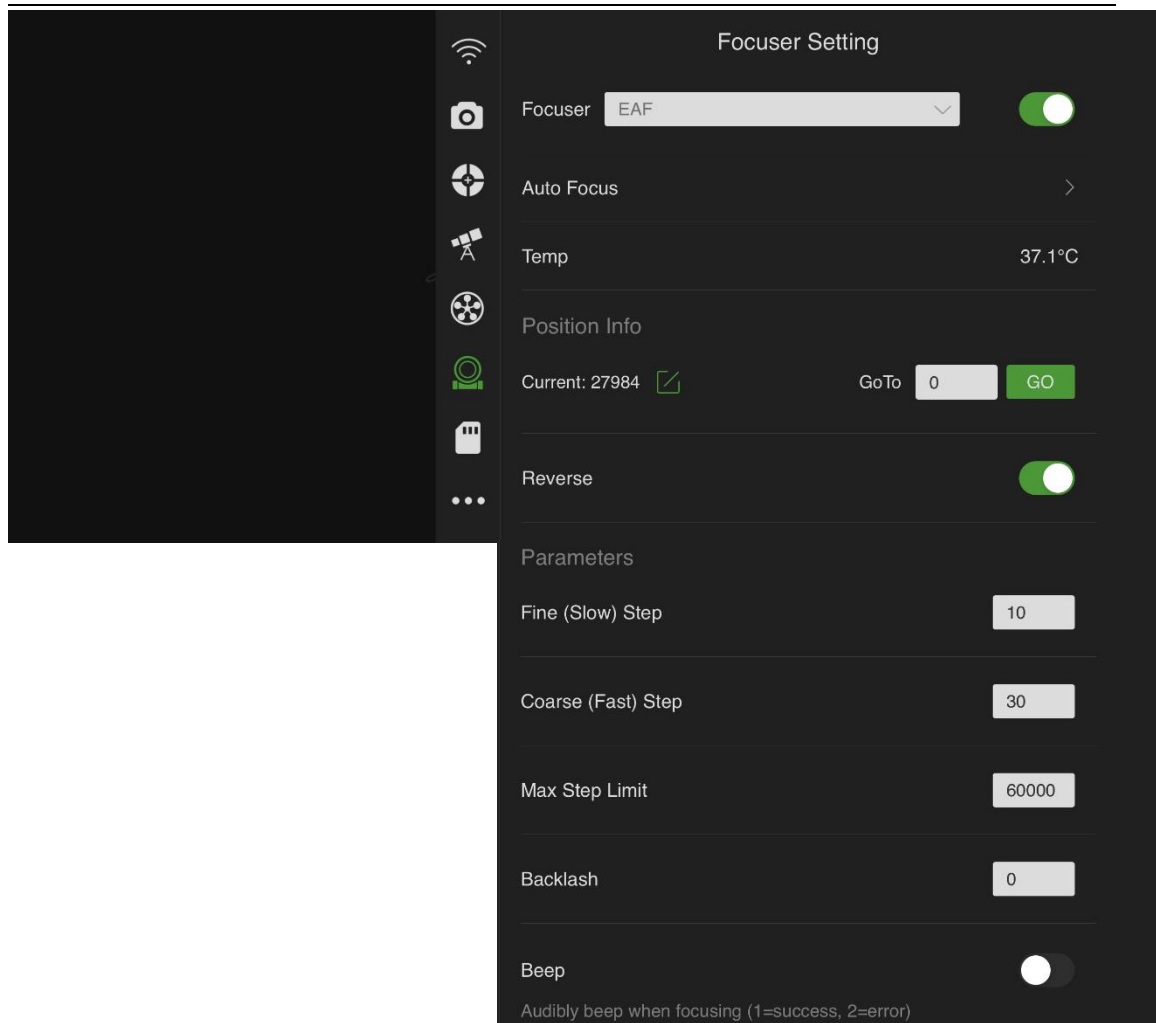 Focuser Setting
Focuser EAF
Auto Focus
Temp 37.1°C
Position Info
Current: 27984 GoTo 0 GO
Reverse
Parameters
Fine (Slow) Step 10
Coarse (Fast) Step 30
Max Step Limit 60000
Backlash 0
Beep
Audibly beep when focusing (1=success, 2=error)